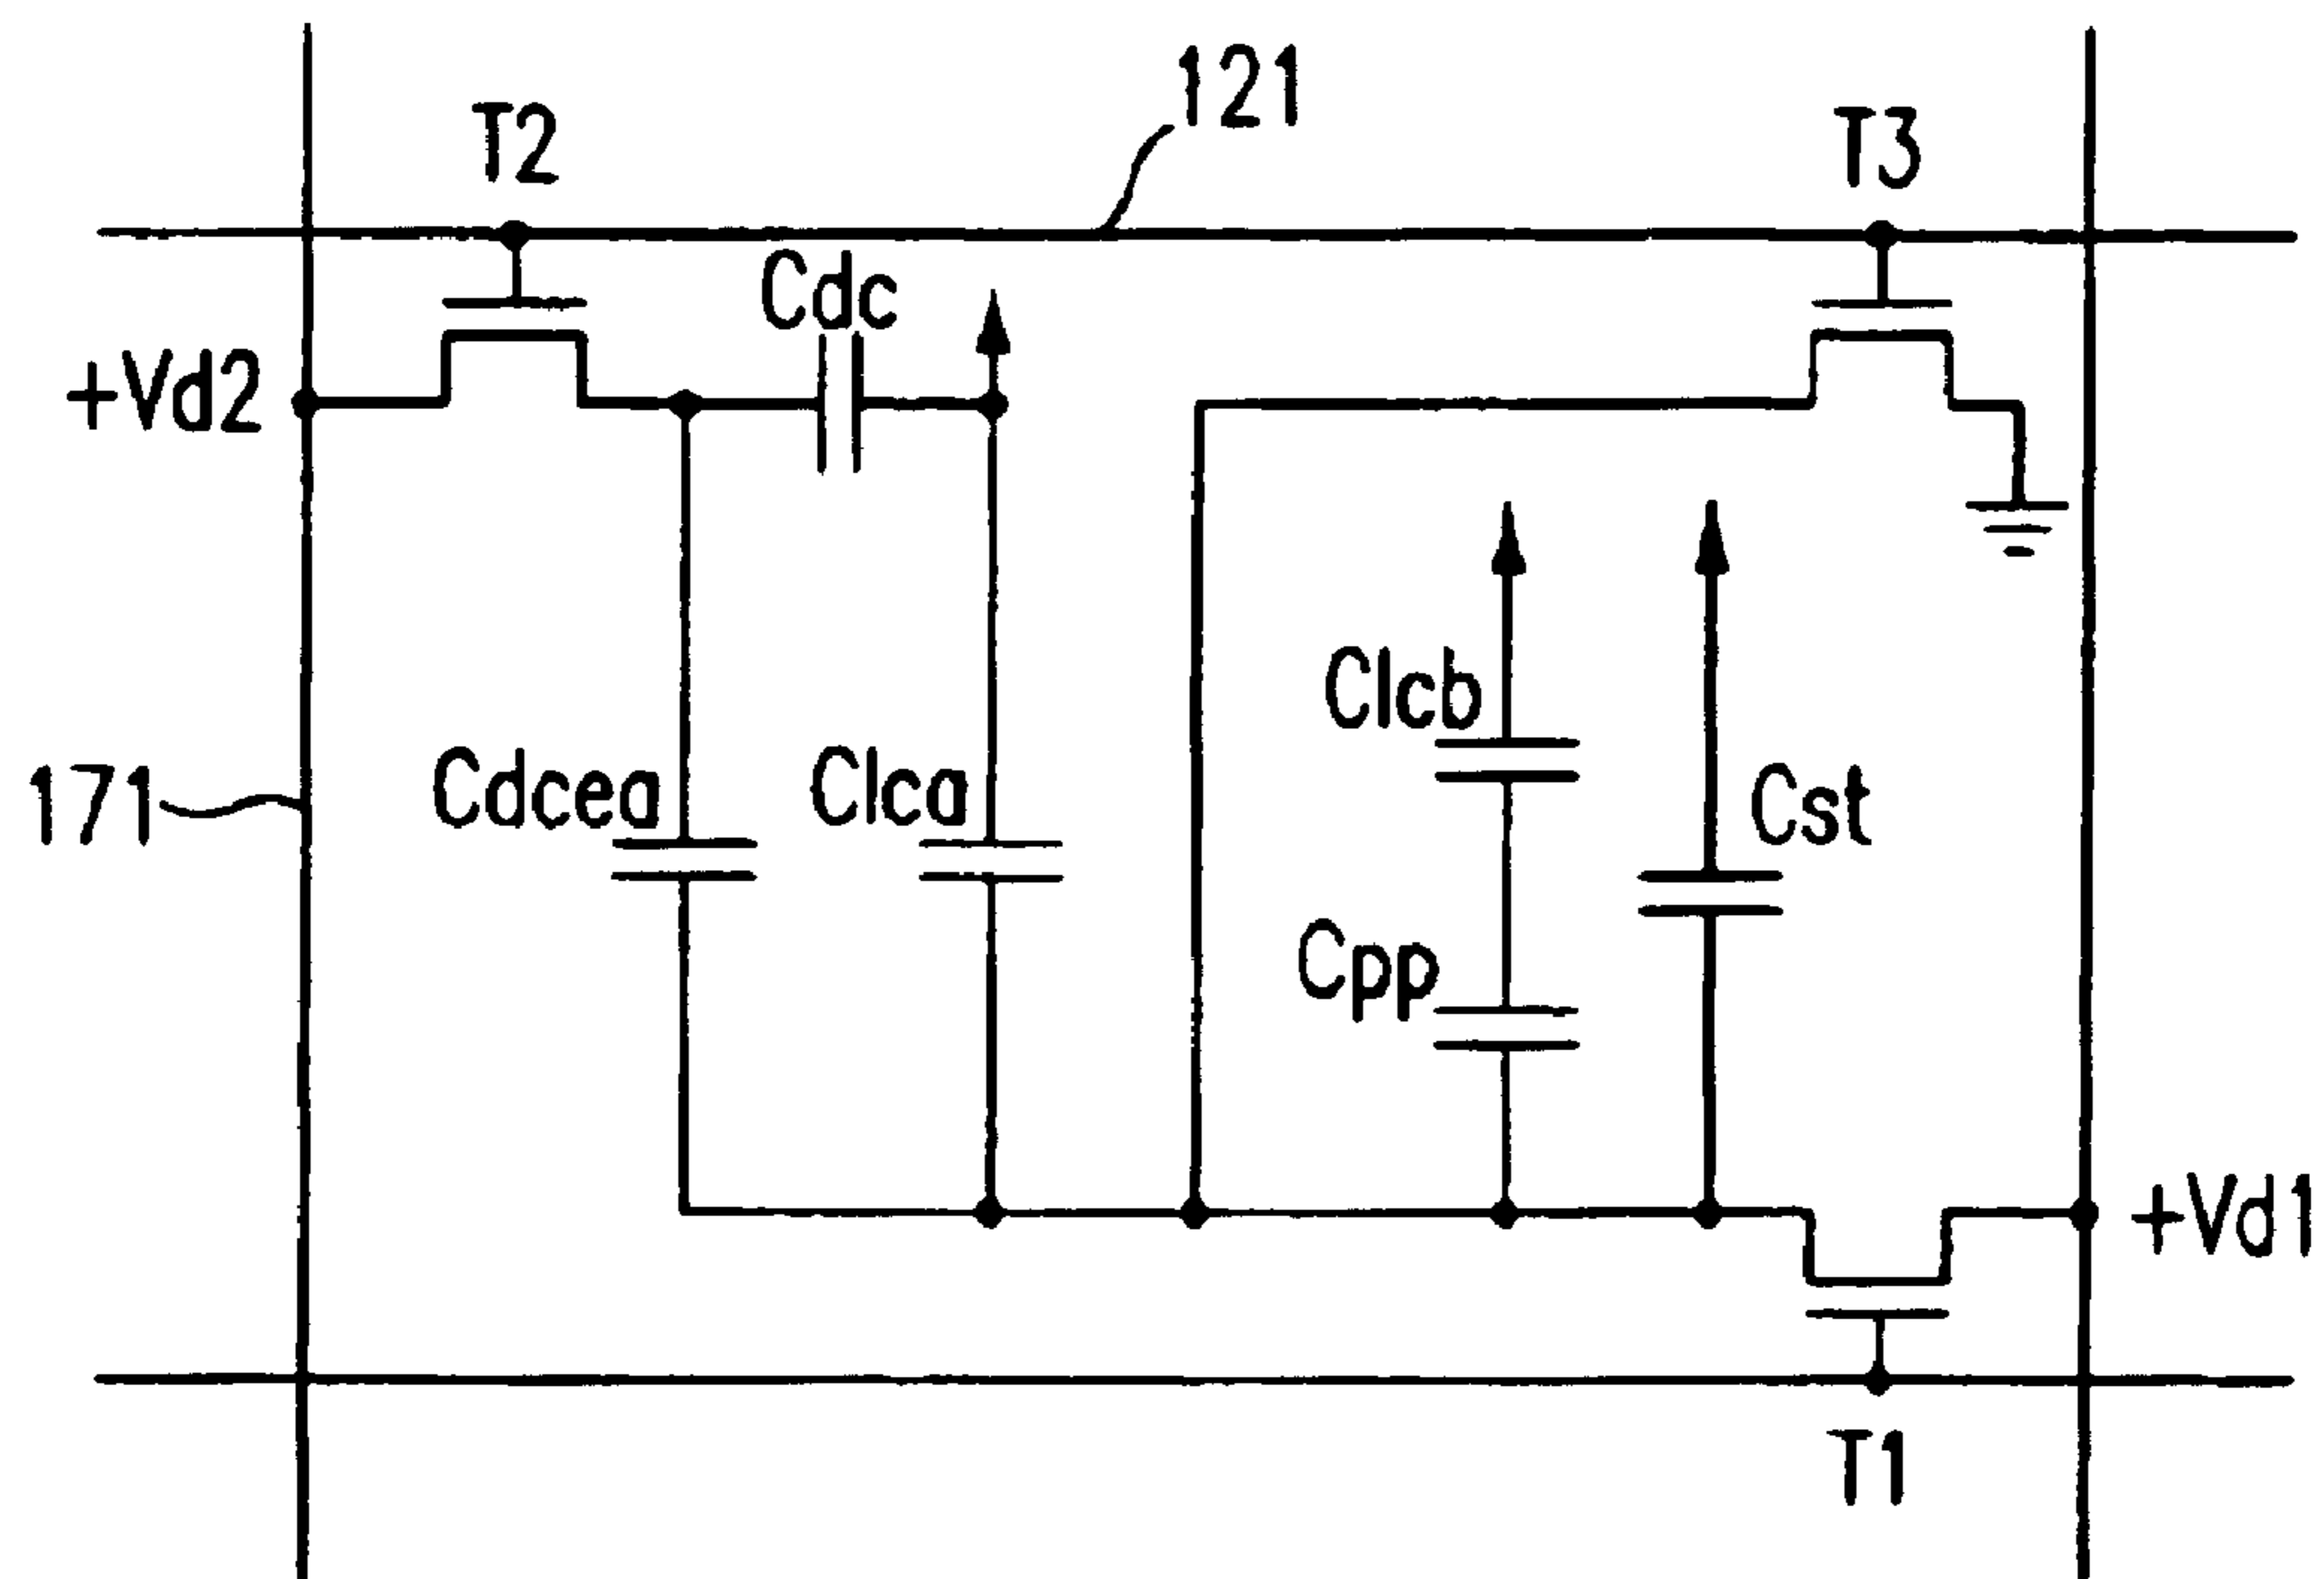 121
T2
T3
Cdc
+Vd2
Clcb
171
Cdcea
Clca
Cst
Cpp
+Vd1
T1